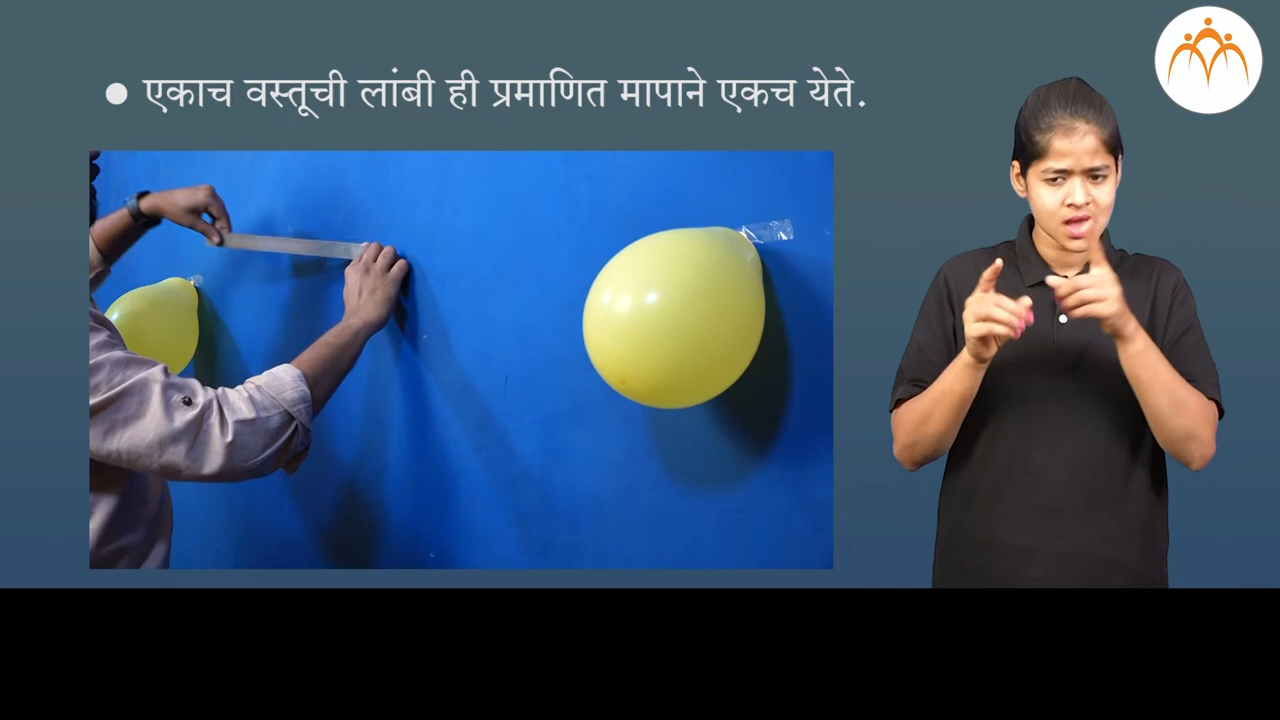 ● एकाच वस्तूची लांबी ही प्रमाणित मापाने एकच येते.